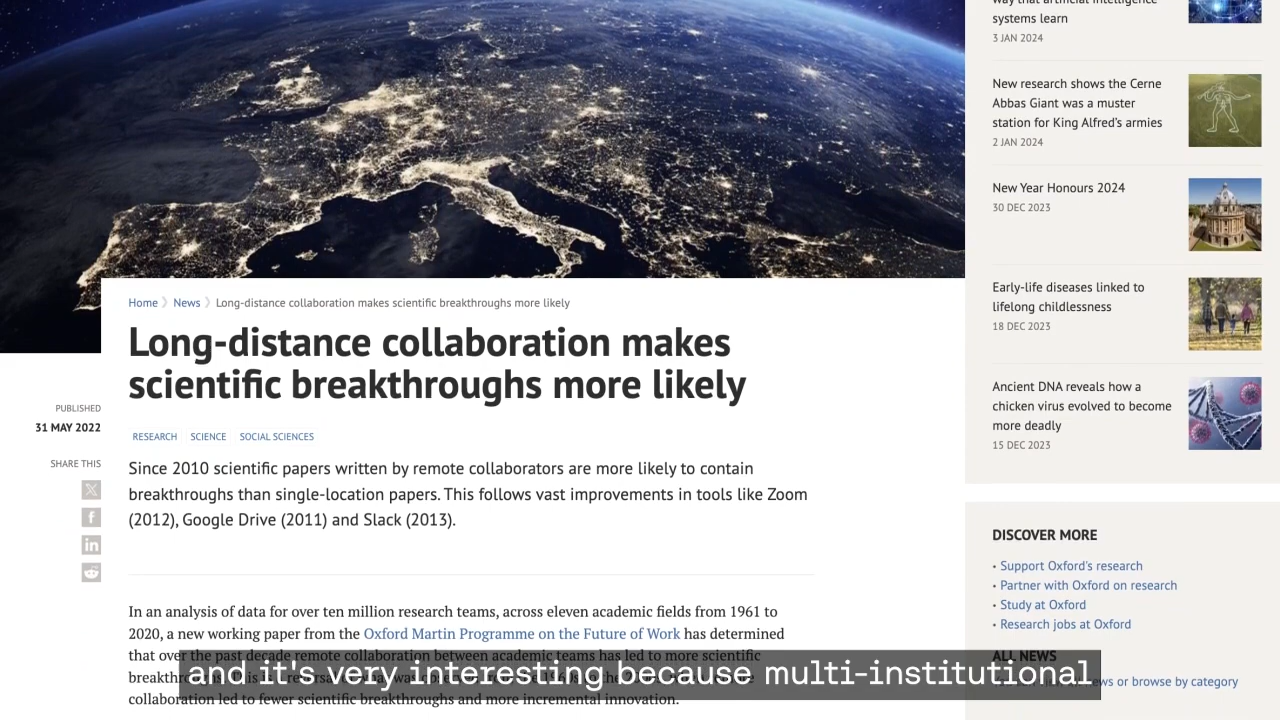 Home > News > Long-distance collaboration makes scientific breakthroughs more likely
Long-distance collaboration makes
scientific breakthroughs more likely
PUBLISHED
31 MAY 2022
SHARE THIS
RESEARCH SCIENCE SOCIAL SCIENCES
Since 2010 scientific papers written by remote collaborators are more likely to contain
breakthroughs than single-location papers. This follows vast improvements in tools like Zoom
(2012), Google Drive (2011) and Slack (2013).
In an analysis of data for over ten million research teams, across eleven academic fields from 1961 to
2020, a new working paper from the Oxford Martin Programme on the Future of Work has determined
that over the past decade remote collaboration between academic teams has led to more scientific
collaboration led to fewer scientific breakthroughs and more incremental innovation.
systems learn
3 JAN 2024
New research shows the Cerne
Abbas Giant was a muster
station for King Alfred's armies
2 JAN 2024
New Year Honours 2024
30 DEC 2023
Early-life diseases linked to
lifelong childlessness
18 DEC 2023
Ancient DNA reveals how a
chicken virus evolved to become
more deadly
15 DEC 2023
DISCOVER MORE
• Support Oxford's research
• Partner with Oxford on research
• Study at Oxford
• Research jobs at Oxford
ALL NEWS
news or browse by category
and it's very interesting because multi-institutional